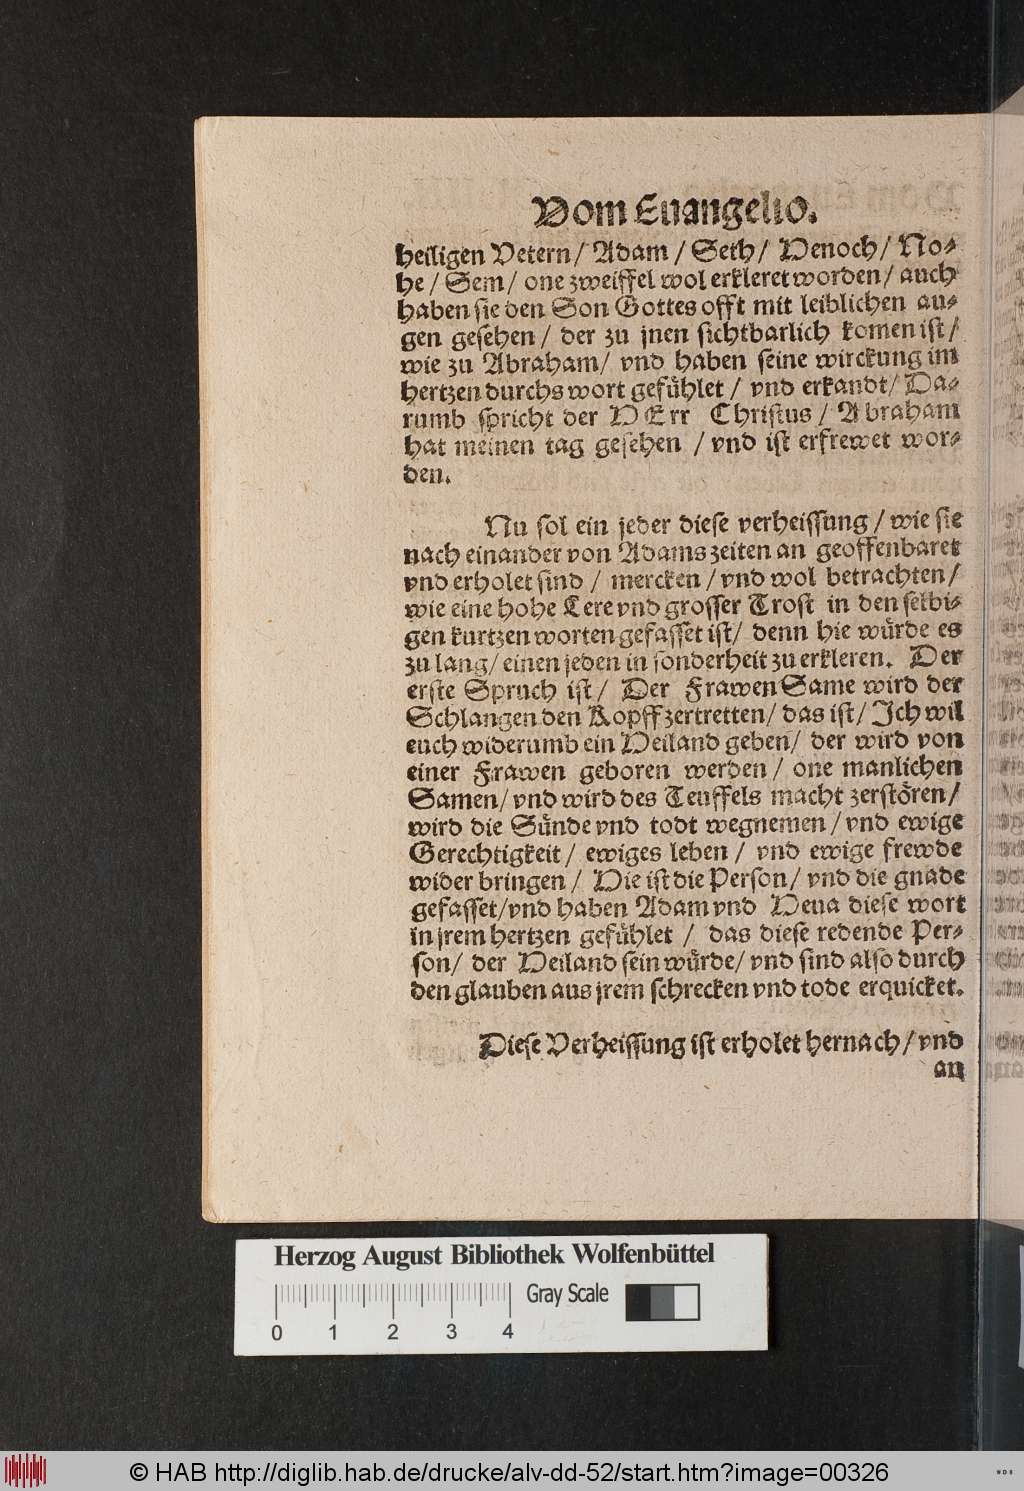 Vom Euangelio.
heiligen Vetern/ Adam / Seth/ Henoch/ No-
he / Sem / one zweiffel wol erkleret worden / auch
haben sie den Son Gottes offt mit leiblichen au-
gen gesehen / der zu jnen sichtbarlich komen ist /
wie zu Abraham / vnd haben seine wirckung im
hertzen durchs wort gefühlet / vnd erkandt / Da-
rumb spricht der HErr Christus / Abraham
hat meinen tag gesehen / vnd ist erfrewet wor-
den.
Nu sol ein jeder diese verheissung / wie sie
nach einander von Adams zeiten an geoffenbaret
vnd erholet sind / mercken / vnd wol betrachten /
wie eine hohe Lere vnd grosser Trost in den selbi-
gen kurtzen worten gefasset ist / denn hie würde es
zu lang / einen jeden in sonderheit zu erkleren. Der
erste Spruch ist / Der Frawen Same wird der
Schlangen den Kopff zertretten / das ist / Ich wil
euch widerumb ein Heiland geben / der wird von
einer Frawen geboren werden / one manlichen
Samen / vnd wird des Teuffels macht zerstören /
wird die Sünde vnd todt wegnemen / vnd ewige
Gerechtigkeit / ewiges leben / vnd ewige frewde
wider bringen / Hie ist die Person / vnd die gnade
gefasset / vnd haben Adam vnd Heua diese wort
in jrem hertzen gefühlet / das diese redende Per-
son / der Heiland sein würde / vnd sind also durch
den glauben aus jrem schrecken vnd tode erquicket.
Diese Verheissung ist erholet hernach / vnd
an
Herzog August Bibliothek Wolfenbüttel
Gray Scale
0 1 2 3 4
© HAB http://diglib.hab.de/drucke/alv-dd-52/start.htm?image=00326